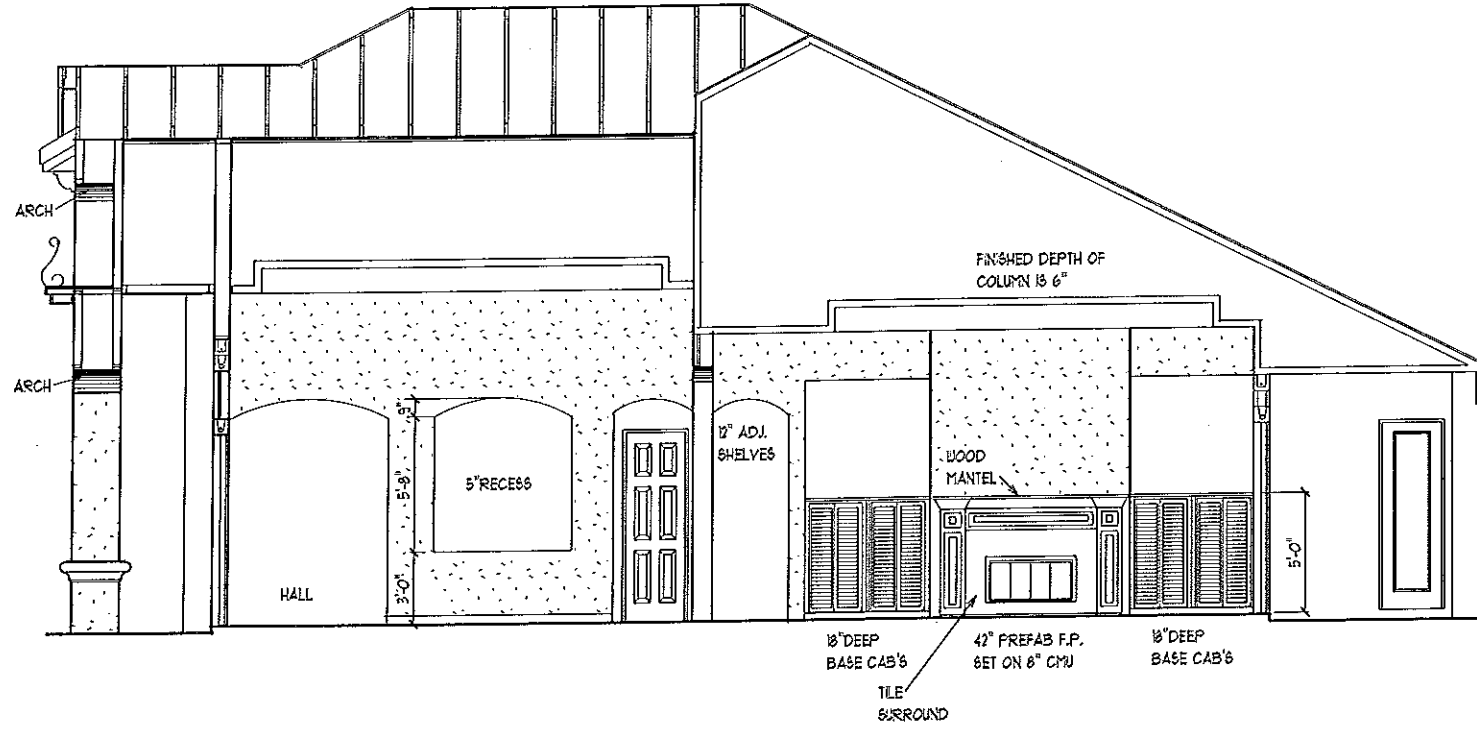 ARCH
FINISHED DEPTH OF
COLUMN IS 6"
ARCH
9"
12" ADJ.
SHELVES
5'-8"
5" RECESS
WOOD
MANTEL
5'-0"
3'-0"
HALL
18" DEEP
BASE CAB'S
42" PREFAB F.P.
SET ON 8" CMU
18" DEEP
BASE CAB'S
TILE
SURROUND